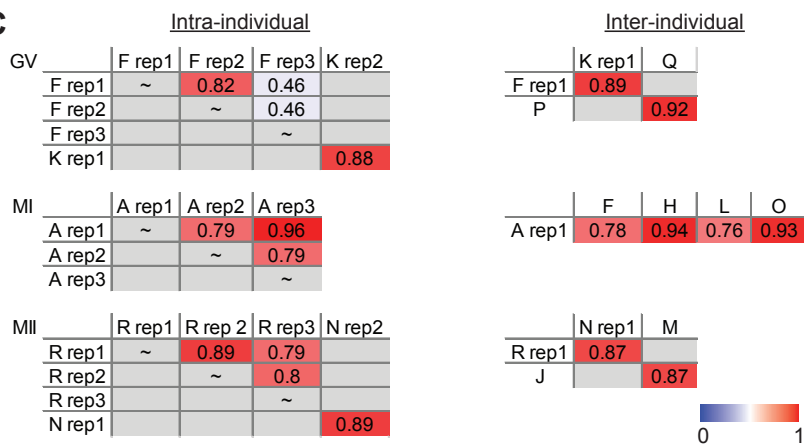 C
Intra-individual Inter-individual
GV F rep1 F rep2 F rep3 K rep2 K rep1 Q
F rep1 ~ 0.82 0.46 F rep1 0.89
F rep2 ~ 0.46 P 0.92
F rep3 ~
K rep1 0.88
MI A rep1 A rep2 A rep3 F H L O
A rep1 ~ 0.79 0.96 A rep1 0.78 0.94 0.76 0.93
A rep2 ~ 0.79
A rep3 ~
MII R rep1 R rep 2 R rep3 N rep2 N rep1 M
R rep1 ~ 0.89 0.79 R rep1 0.87
R rep2 ~ 0.8 J 0.87
R rep3 ~
N rep1 0.89
0 1